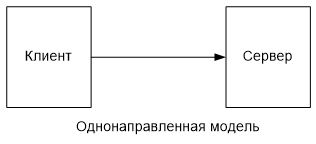 Клиент
Сервер
Однонаправленная модель